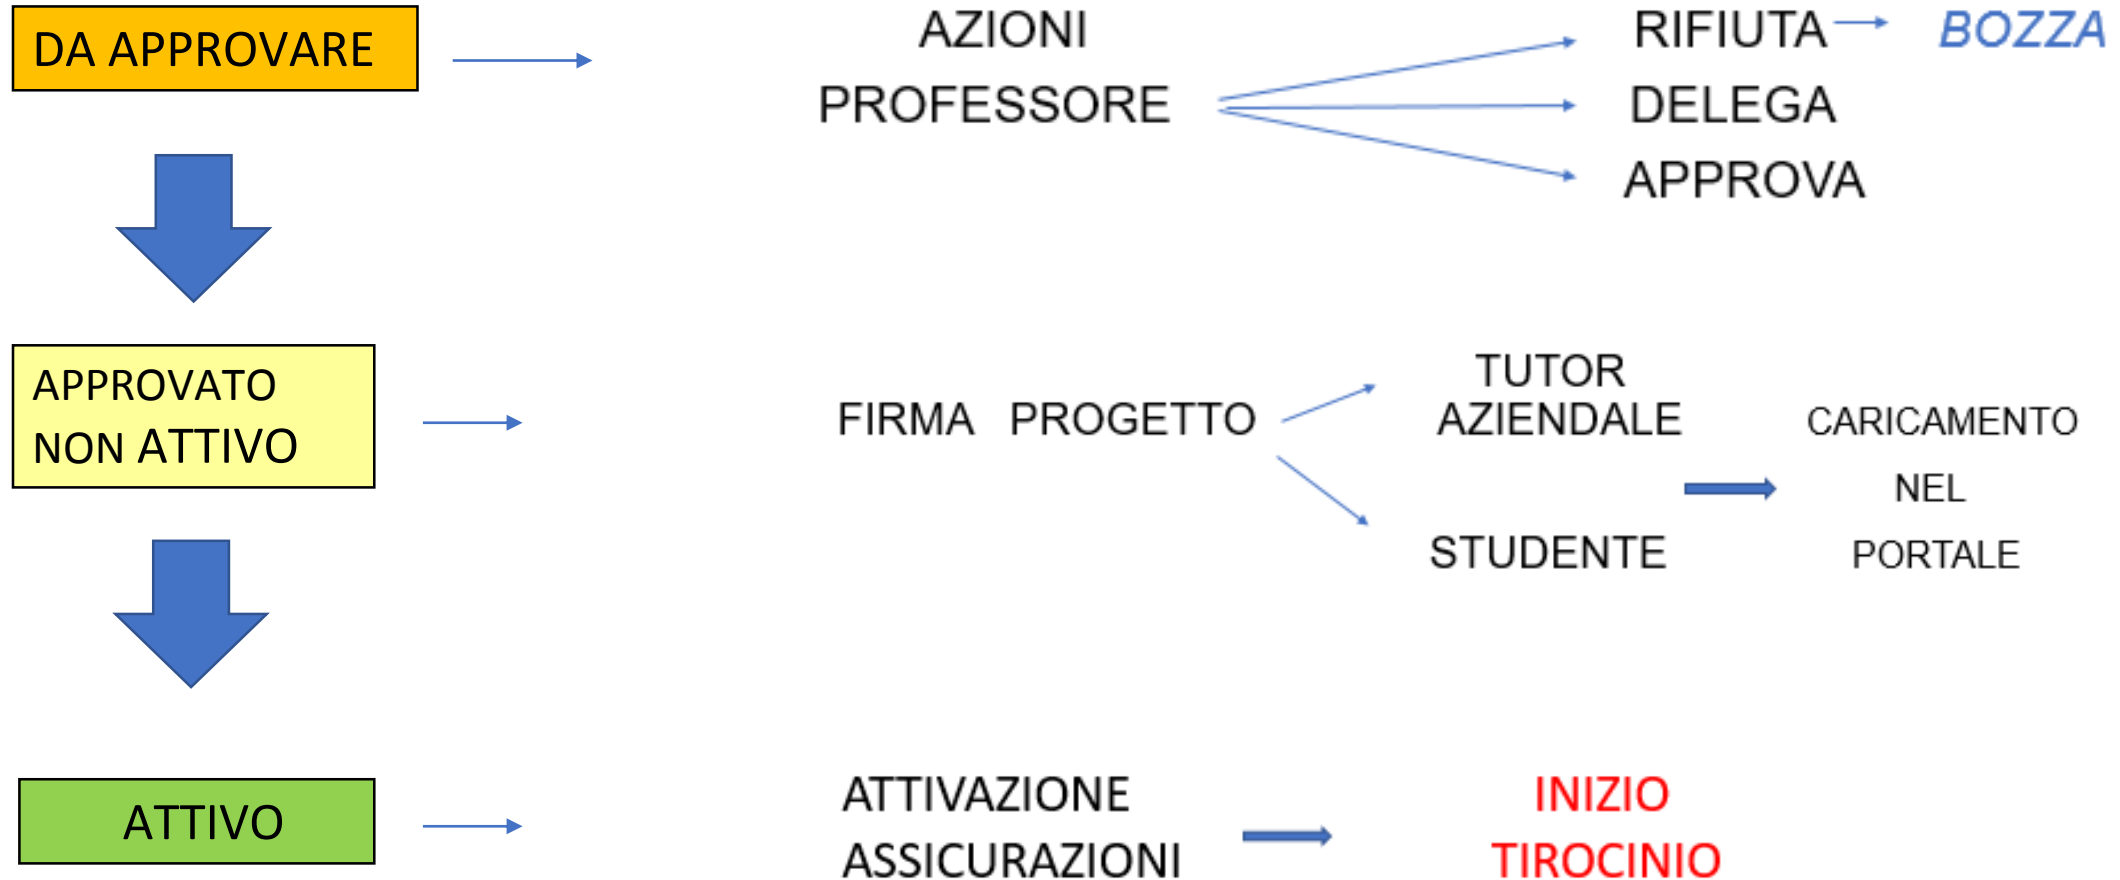 DA APPROVARE
AZIONI
PROFESSORE
RIFIUTA
BOZZA
DELEGA
APPROVA
APPROVATO
NON ATTIVO
FIRMA PROGETTO
TUTOR
AZIENDALE
STUDENTE
CARICAMENTO
NEL
PORTALE
ATTIVO
ATTIVAZIONE
ASSICURAZIONI
INIZIO
TIROCINIO